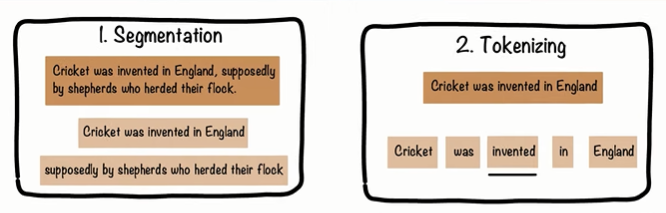 1. Segmentation
Cricket was invented in England, supposedly
by shepherds who herded their flock.
Cricket was invented in England
supposedly by shepherds who herded their flock
2. Tokenizing
Cricket was invented in England
Cricket was invented in England